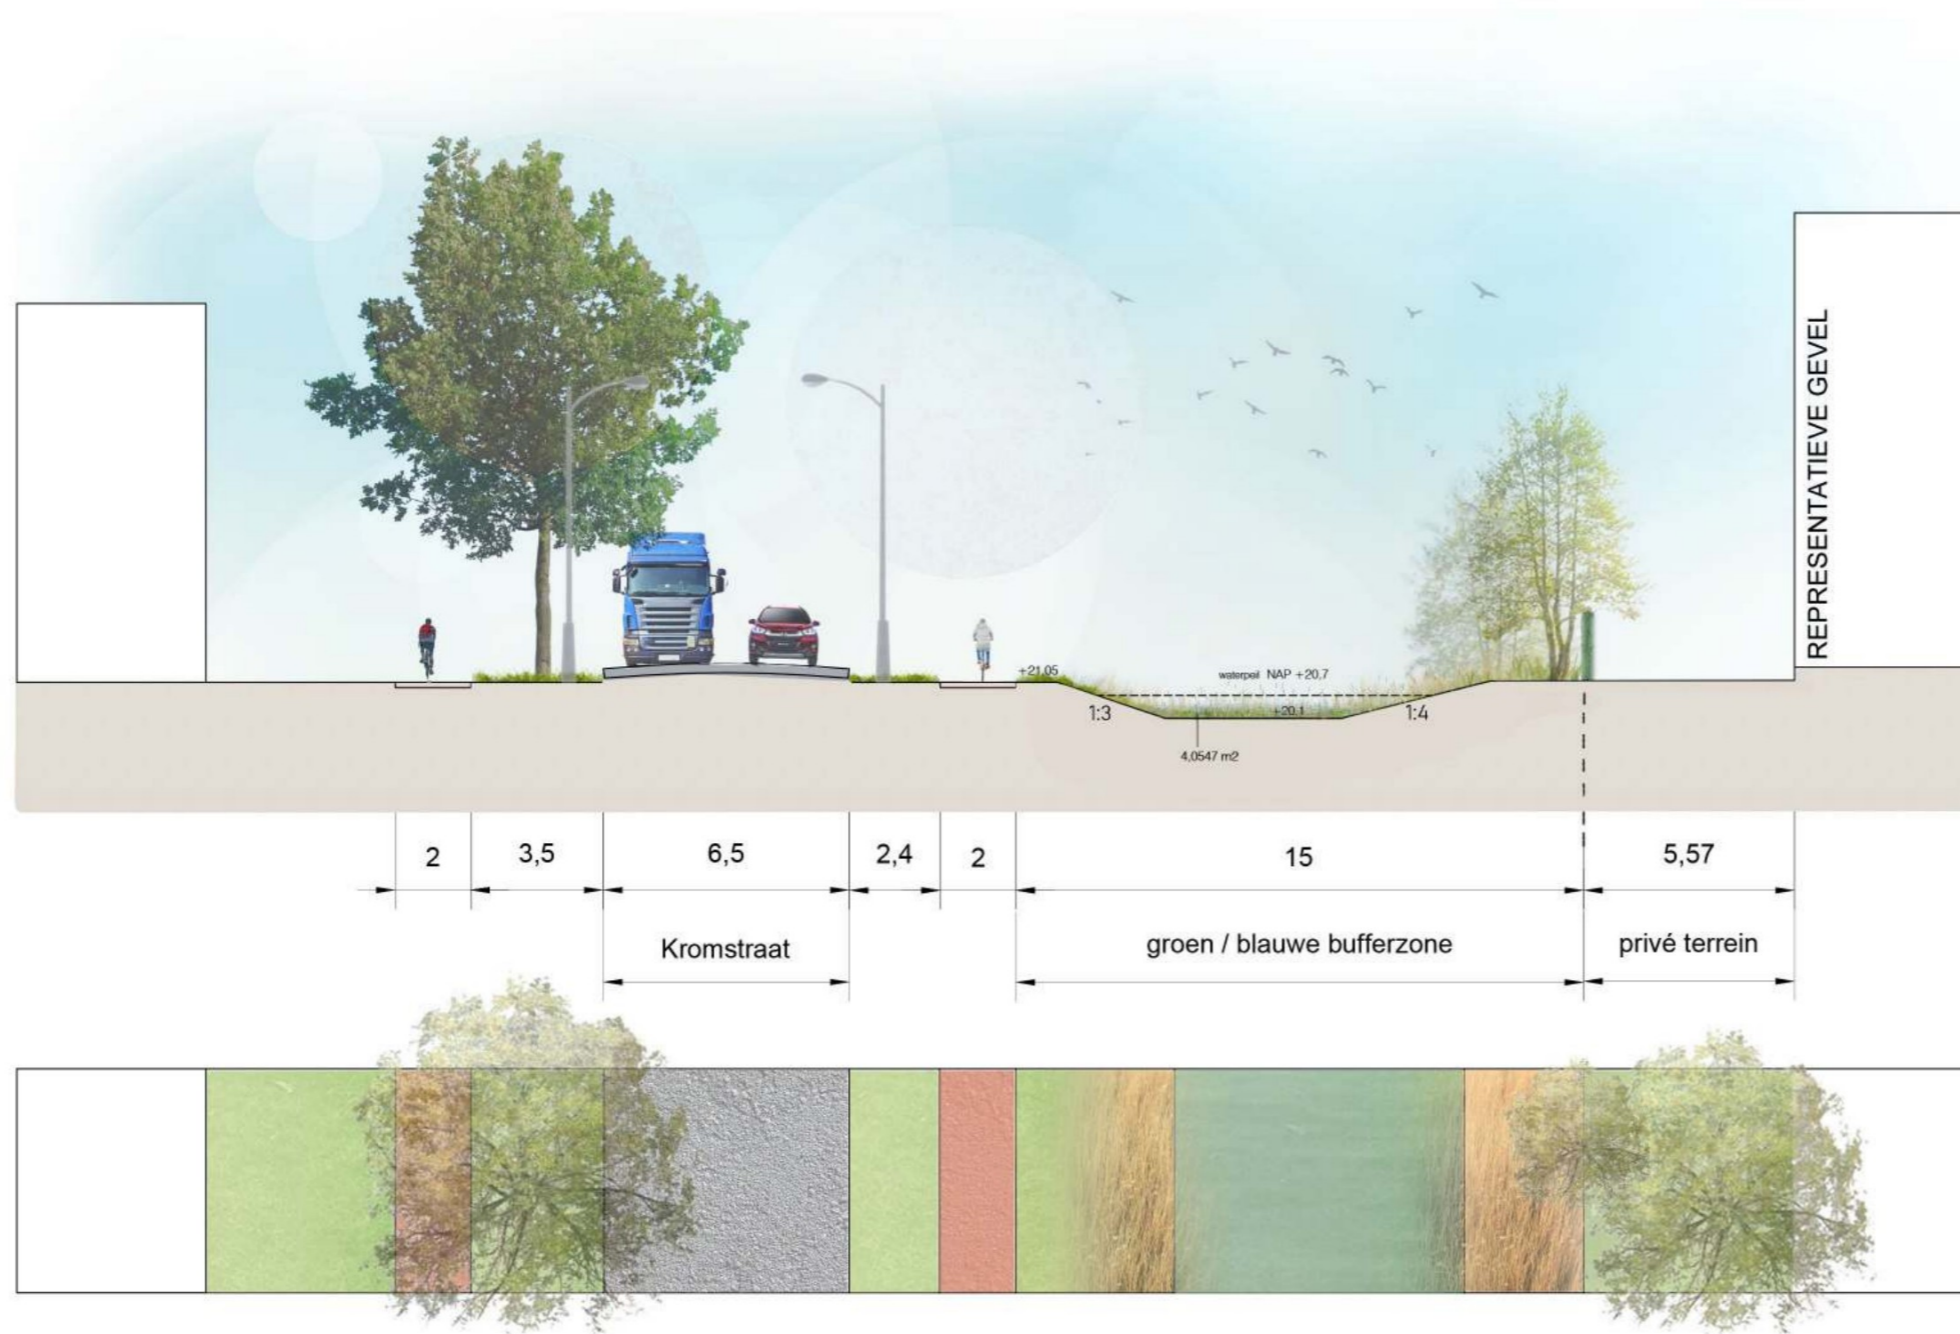 REPRESENTATIEVE GEVEL
+21.05
waterpeil NAP +20,7
1:3
+20.1
1:4
4,0547 m2
2
3,5
6,5
2,4
2
15
5,57
Kromstraat
groen / blauwe bufferzone
privé terrein